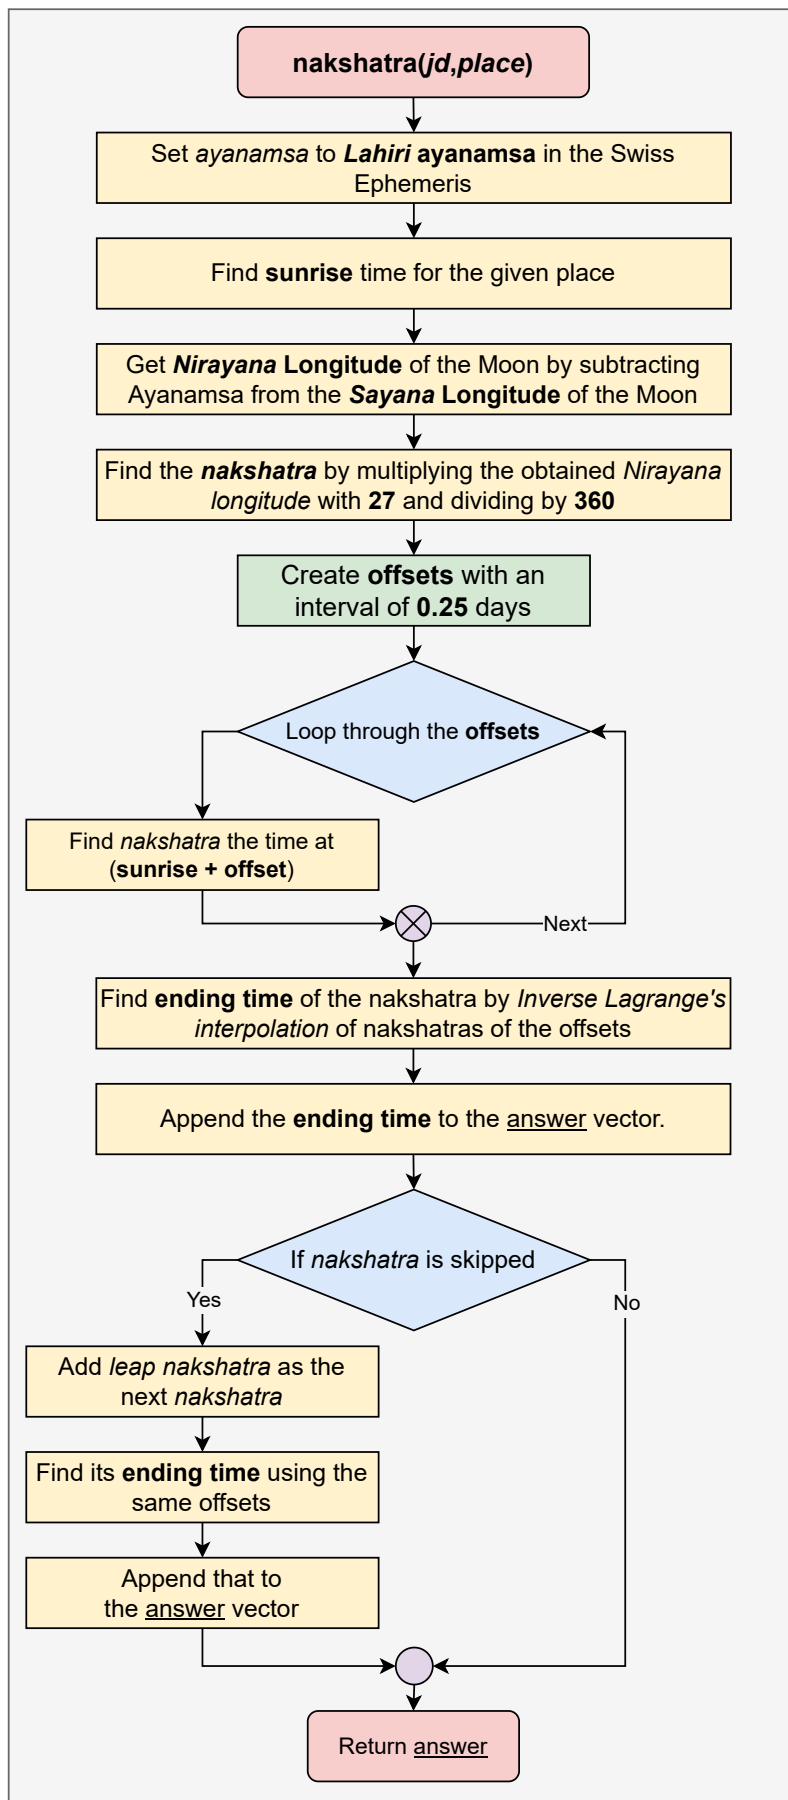 nakshatra(jd,place)
Set ayanamsa to Lahiri ayanamsa in the Swiss
Ephemeris
Find sunrise time for the given place
Get Nirayana Longitude of the Moon by subtracting
Ayanamsa from the Sayana Longitude of the Moon
Find the nakshatra by multiplying the obtained Nirayana
longitude with 27 and dividing by 360
Create offsets with an
interval of 0.25 days
Loop through the offsets
Find nakshatra the time at
(sunrise + offset)
Next
Find ending time of the nakshatra by Inverse Lagrange's
interpolation of nakshatras of the offsets
Append the ending time to the answer vector.
If nakshatra is skipped
Yes
No
Add leap nakshatra as the
next nakshatra
Find its ending time using the
same offsets
Append that to
the answer vector
Return answer